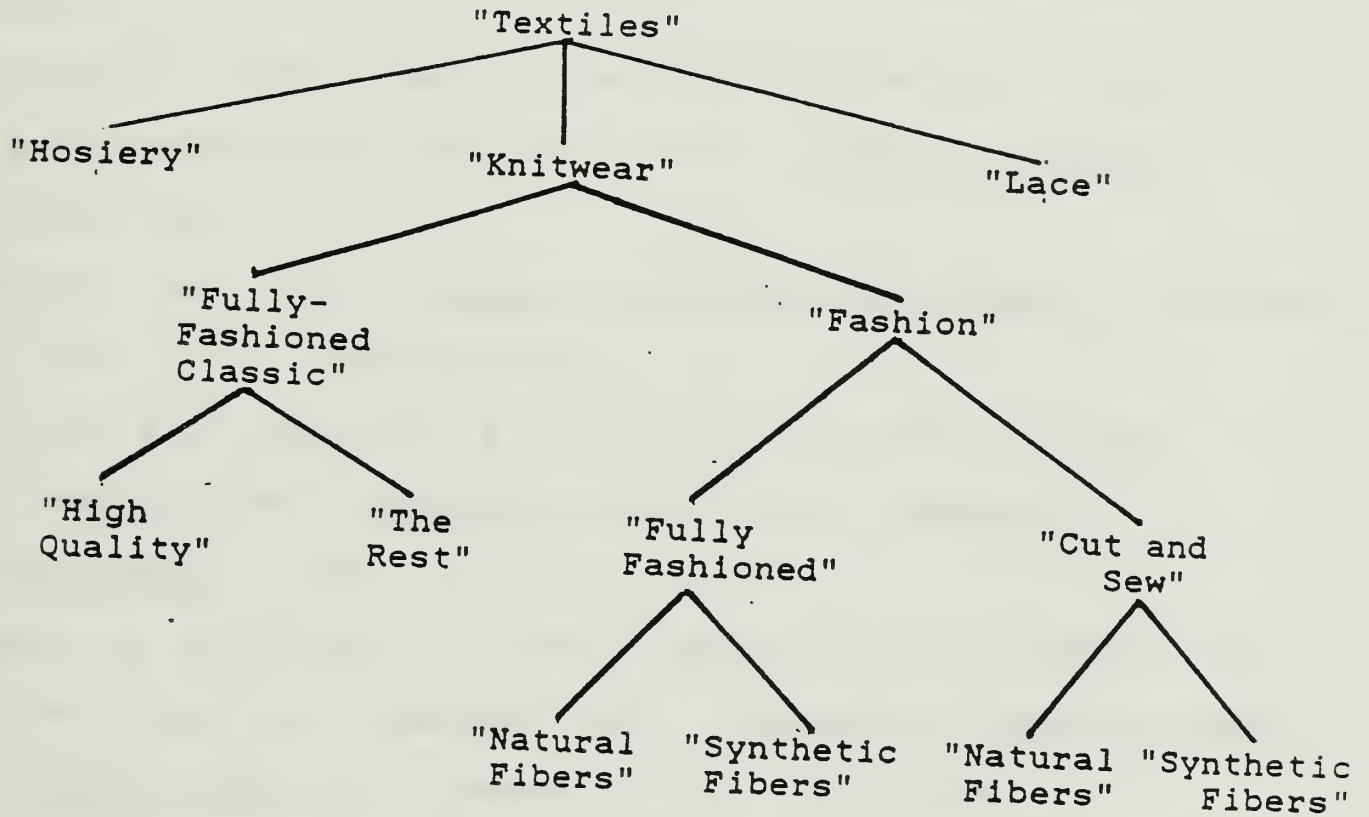 "Textiles"
"Hosiery"
"Knitwear"
"Lace"
"Fully-
Fashioned
Classic"
"Fashion"
"High
Quality"
"The
Rest"
"Fully
Fashioned"
"Cut and
Sew"
"Natural
Fibers"
"Synthetic
Fibers"
"Natural
Fibers"
"Synthetic
Fibers"